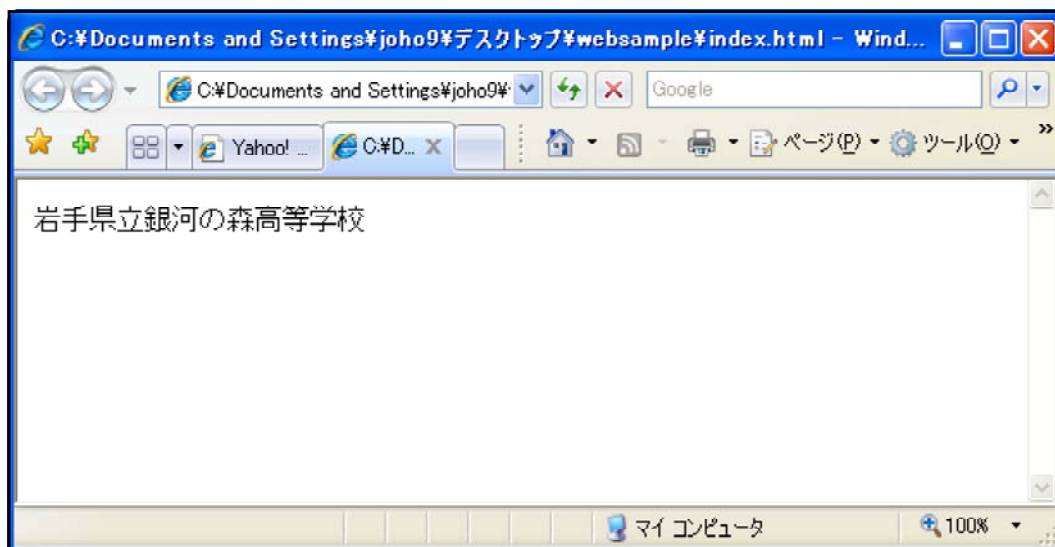 C:¥Documents and Settings¥joho9¥デスクトップ¥websample¥index.html - Wind...
C:¥Documents and Settings¥joho9¥
Google
Yahoo! ...
C:¥D...
ページ(P)
ツール(O)
岩手県立銀河の森高等学校
マイ コンピュータ
100%